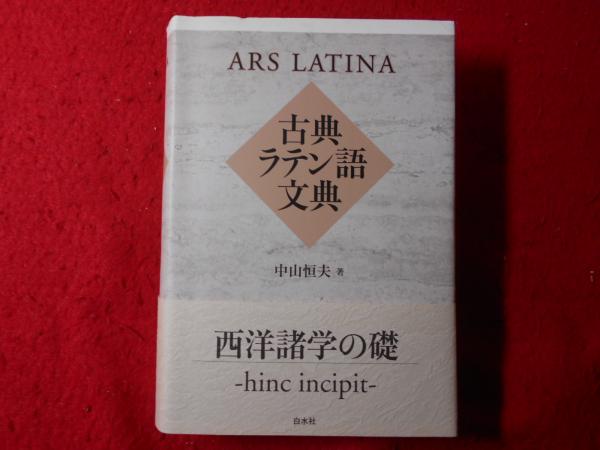 ARS LATINA
古典
ラテン語
文典
中山恒夫 著
西洋諸学の礎
-hinc incipit-
白水社